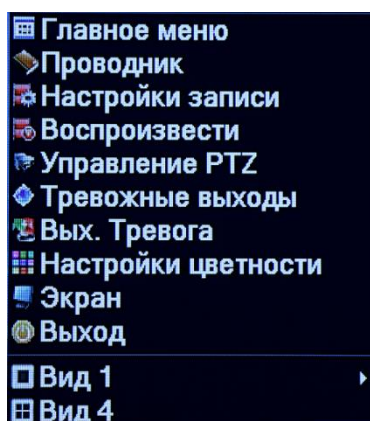 Главное меню
Проводник
Настройки записи
Воспроизвести
Управление PTZ
Тревожные выходы
Вых. Тревога
Настройки цветности
Экран
Выход
Вид 1
Вид 4